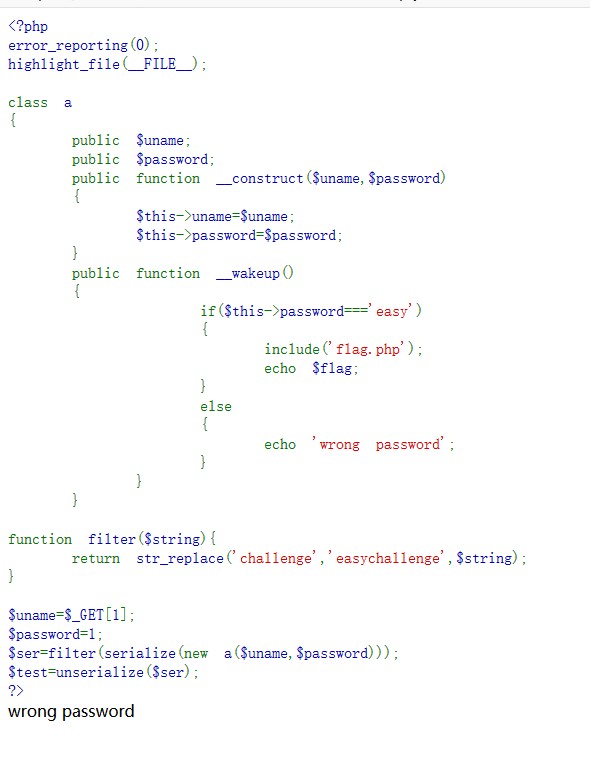 <?php
error_reporting(0);
highlight_file(__FILE__);
class a
{
public $uname;
public $password;
public function __construct($uname,$password)
{
$this->uname=$uname;
$this->password=$password;
}
public function __wakeup()
{
if($this->password==='easy')
{
include('flag.php');
echo $flag;
}
else
{
echo 'wrong password';
}
}
}
function filter($string){
return str_replace('challenge','easychallenge',$string);
}
$uname=$_GET[1];
$password=1;
$ser=filter(serialize(new a($uname,$password)));
$test=unserialize($ser);
?>
wrong password